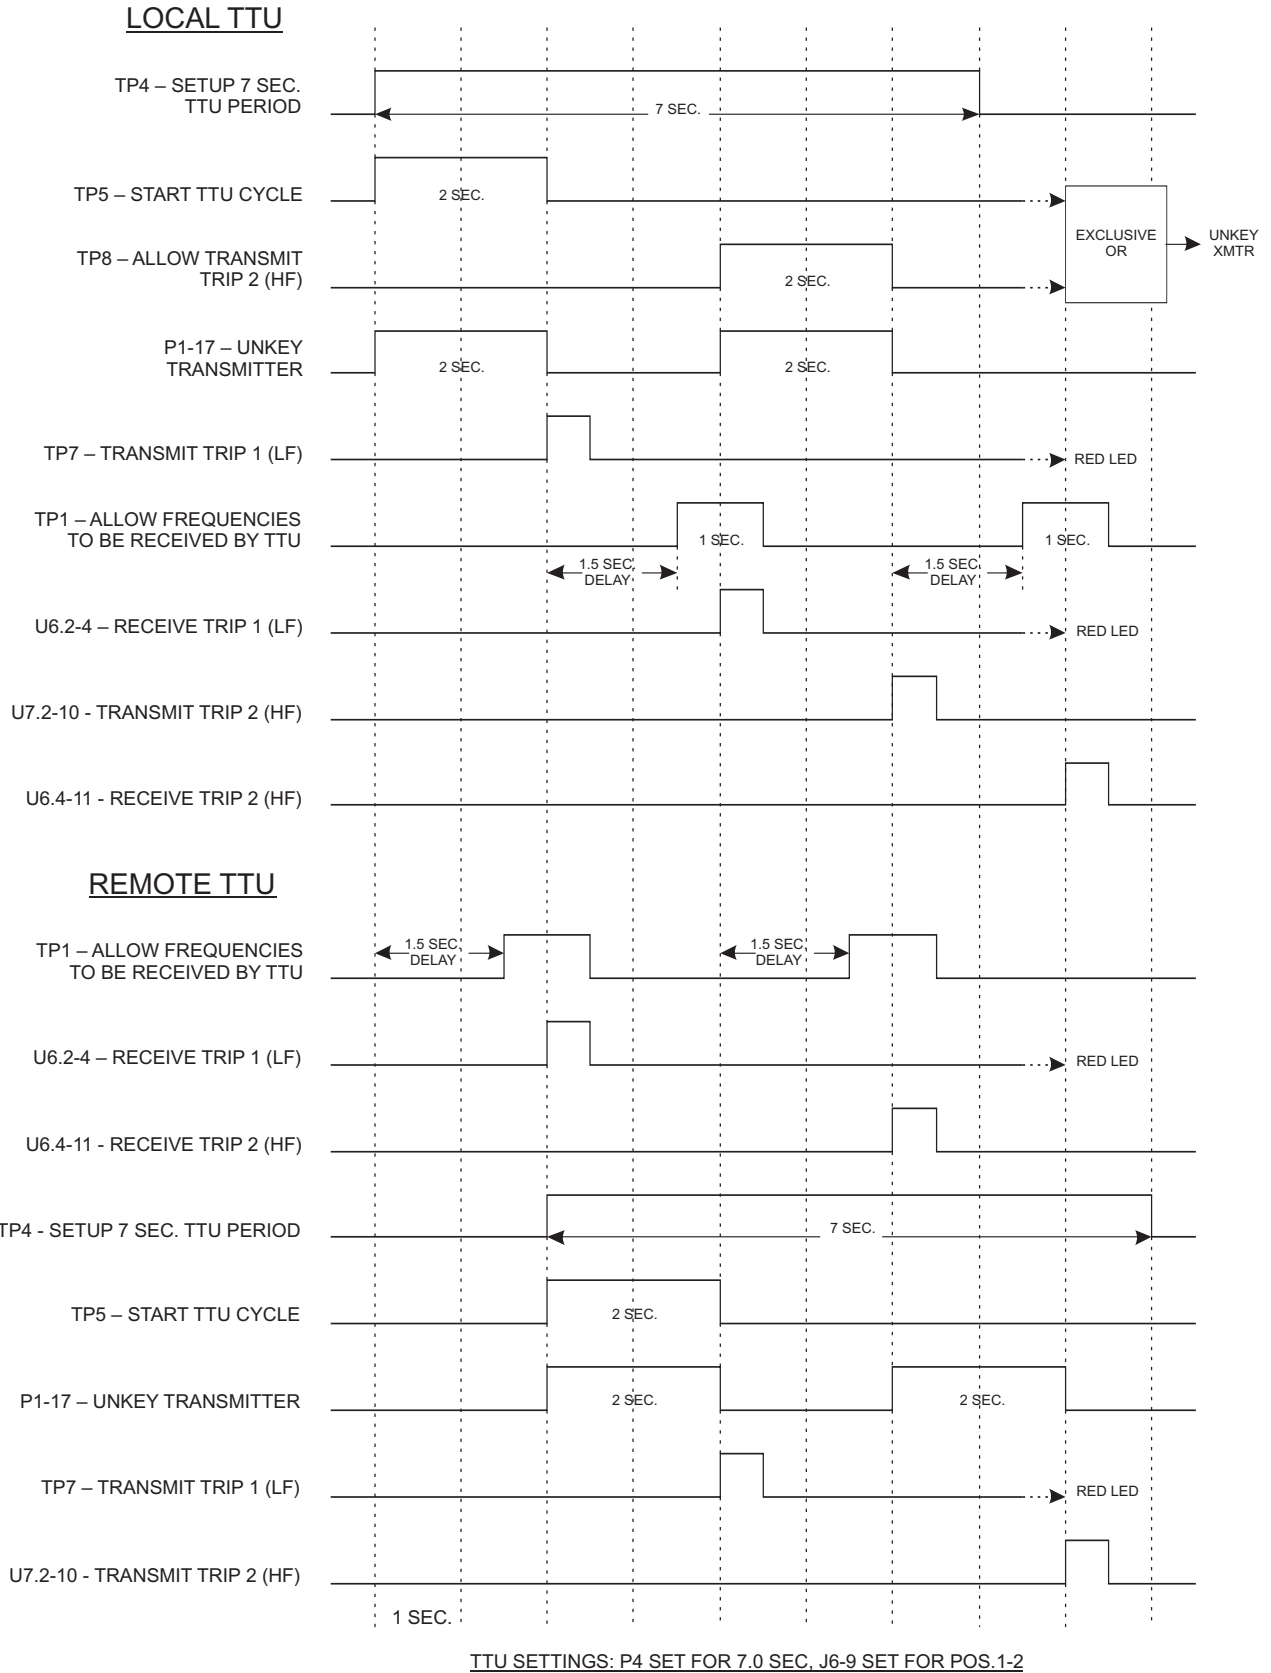 LOCAL TTU
TP4 – SETUP 7 SEC.
TTU PERIOD
7 SEC.
TP5 – START TTU CYCLE
2 SEC.
EXCLUSIVE
OR
UNKEY
XMTR
TP8 – ALLOW TRANSMIT
TRIP 2 (HF)
2 SEC.
P1-17 – UNKEY
TRANSMITTER
2 SEC.
2 SEC.
TP7 – TRANSMIT TRIP 1 (LF)
RED LED
TP1 – ALLOW FREQUENCIES
TO BE RECEIVED BY TTU
1 SEC.
1 SEC.
1.5 SEC.
DELAY
1.5 SEC.
DELAY
U6.2-4 – RECEIVE TRIP 1 (LF)
RED LED
U7.2-10 - TRANSMIT TRIP 2 (HF)
U6.4-11 - RECEIVE TRIP 2 (HF)
REMOTE TTU
TP1 – ALLOW FREQUENCIES
TO BE RECEIVED BY TTU
1.5 SEC.
DELAY
1.5 SEC.
DELAY
U6.2-4 – RECEIVE TRIP 1 (LF)
RED LED
U6.4-11 - RECEIVE TRIP 2 (HF)
TP4 - SETUP 7 SEC. TTU PERIOD
7 SEC.
TP5 – START TTU CYCLE
2 SEC.
P1-17 – UNKEY TRANSMITTER
2 SEC.
2 SEC.
TP7 – TRANSMIT TRIP 1 (LF)
RED LED
U7.2-10 - TRANSMIT TRIP 2 (HF)
1 SEC.
TTU SETTINGS: P4 SET FOR 7.0 SEC, J6-9 SET FOR POS.1-2